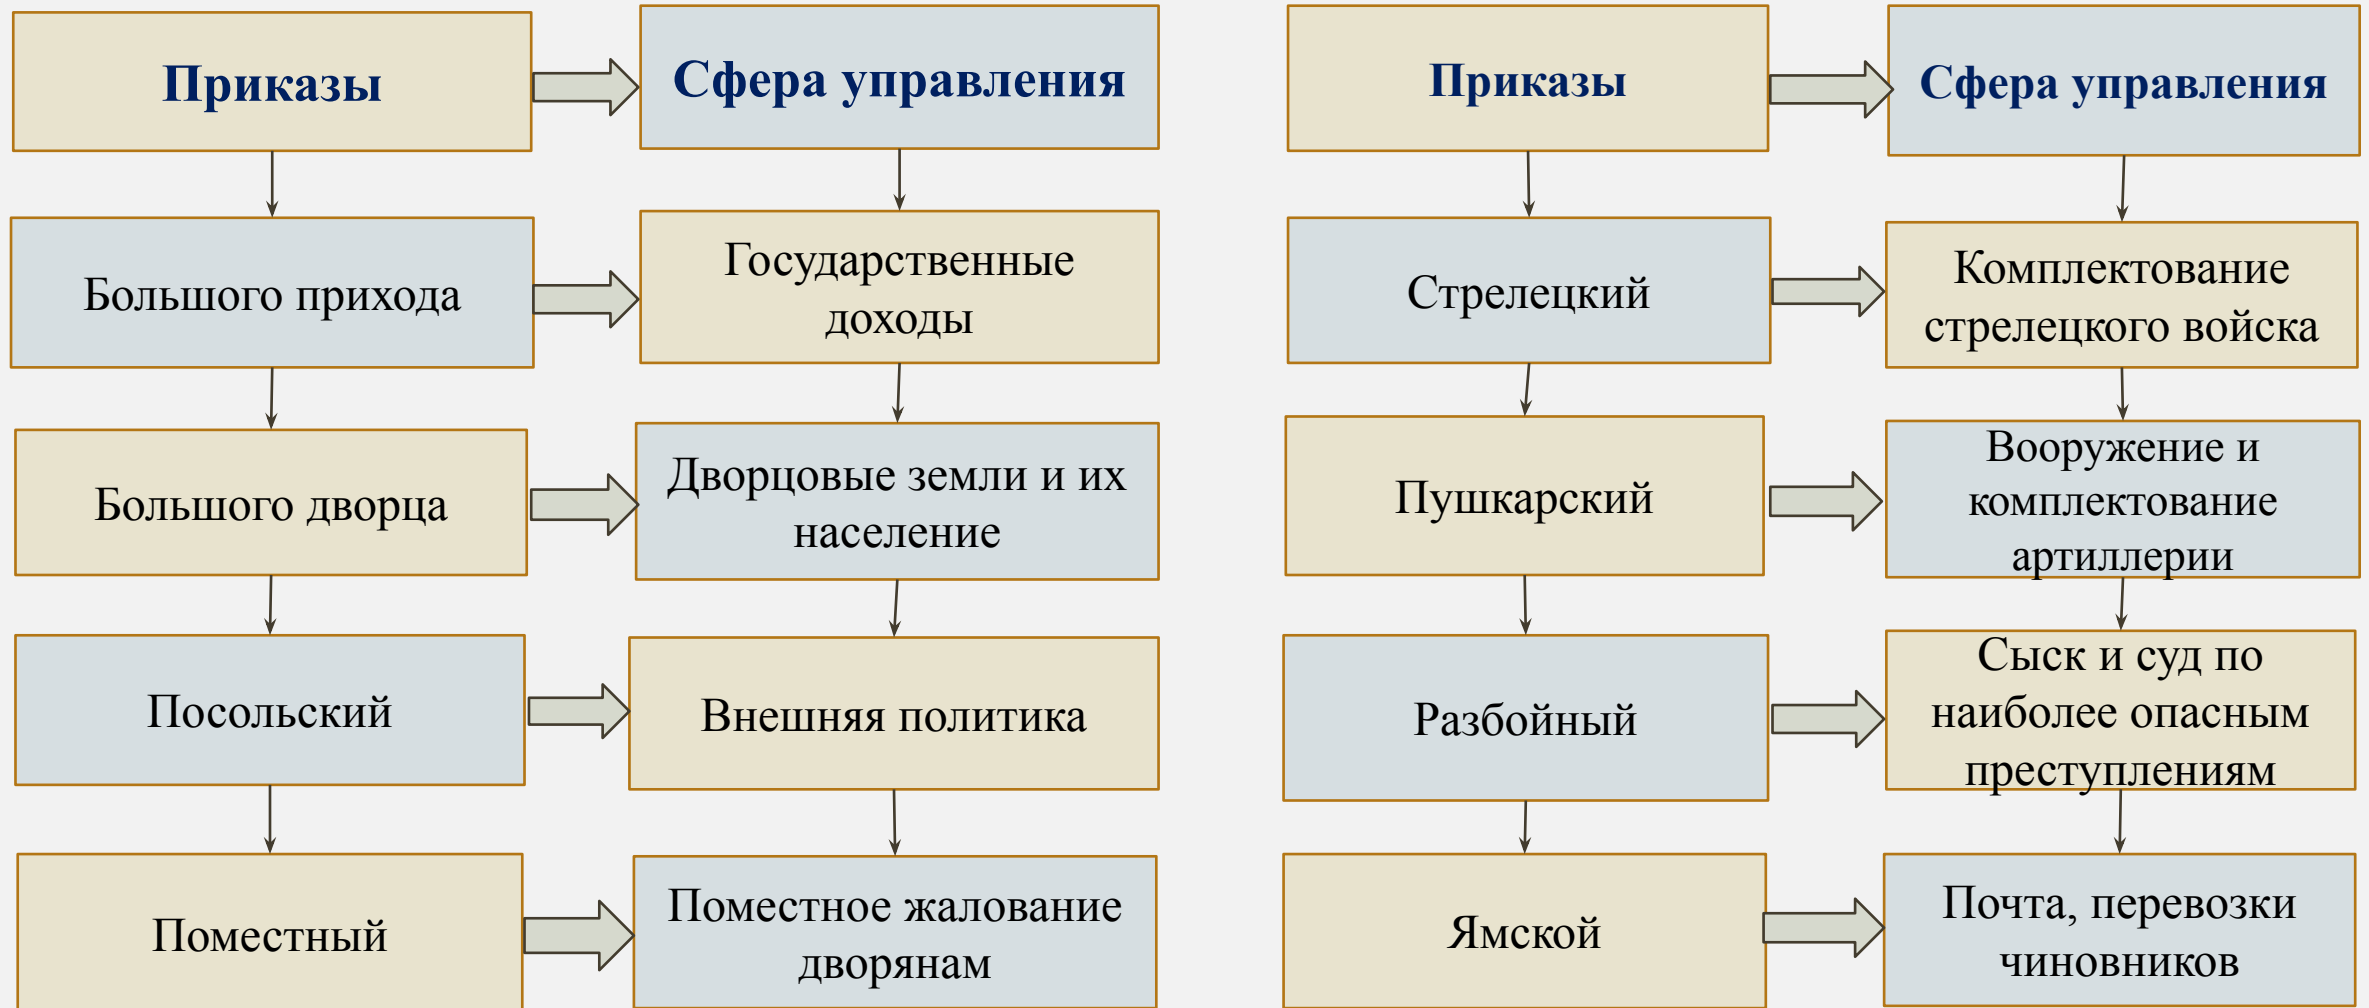 Приказы
Сфера управления
Большого прихода
Государственные
доходы
Большого дворца
Дворцовые земли и их
население
Посольский
Внешняя политика
Поместный
Поместное жалование
дворянам
Приказы
Сфера управления
Стрелецкий
Комплектование
стрелецкого войска
Пушкарский
Вооружение и
комплектование
артиллерии
Разбойный
Сыск и суд по
наиболее опасным
преступлениям
Ямской
Почта, перевозки
чиновников